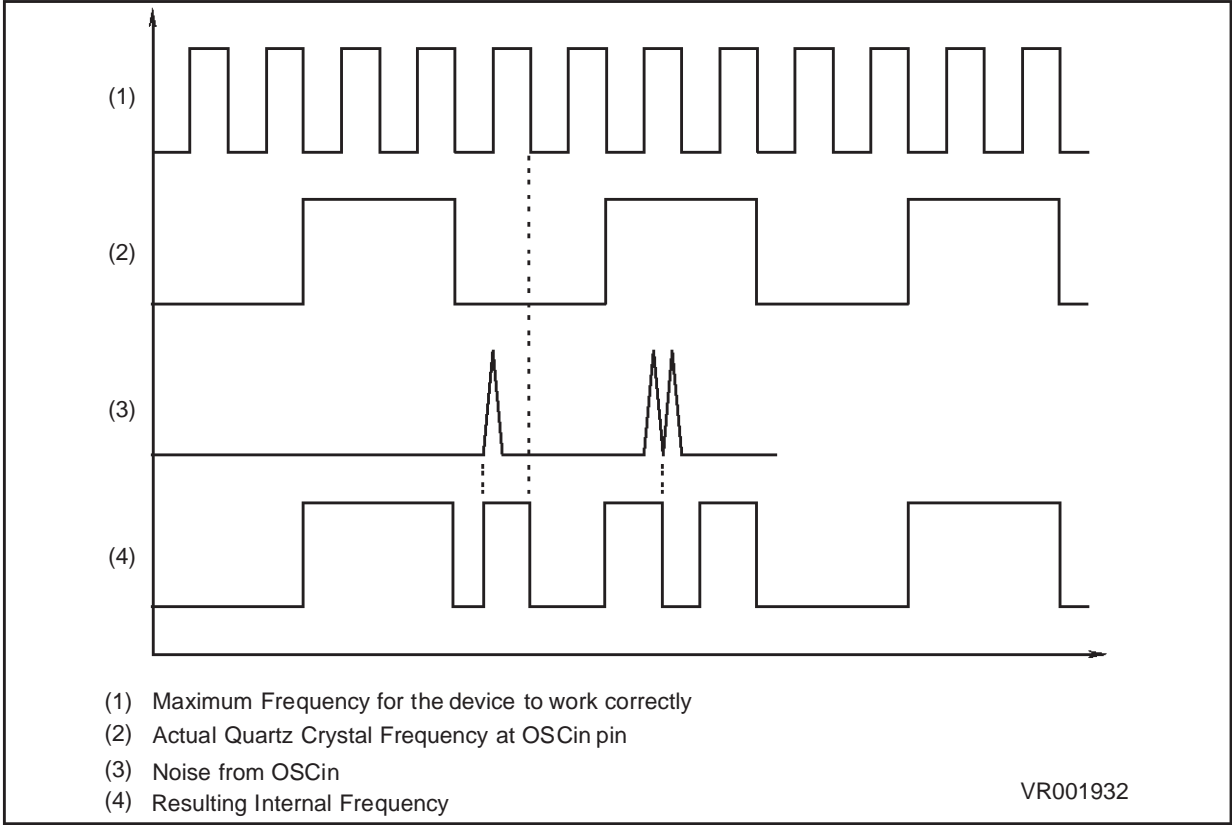 (1)
(2)
(3)
(4)
(1) Maximum Frequency for the device to work correctly
(2) Actual Quartz Crystal Frequency at OSCin pin
(3) Noise from OSCin
(4) Resulting Internal Frequency
VR001932